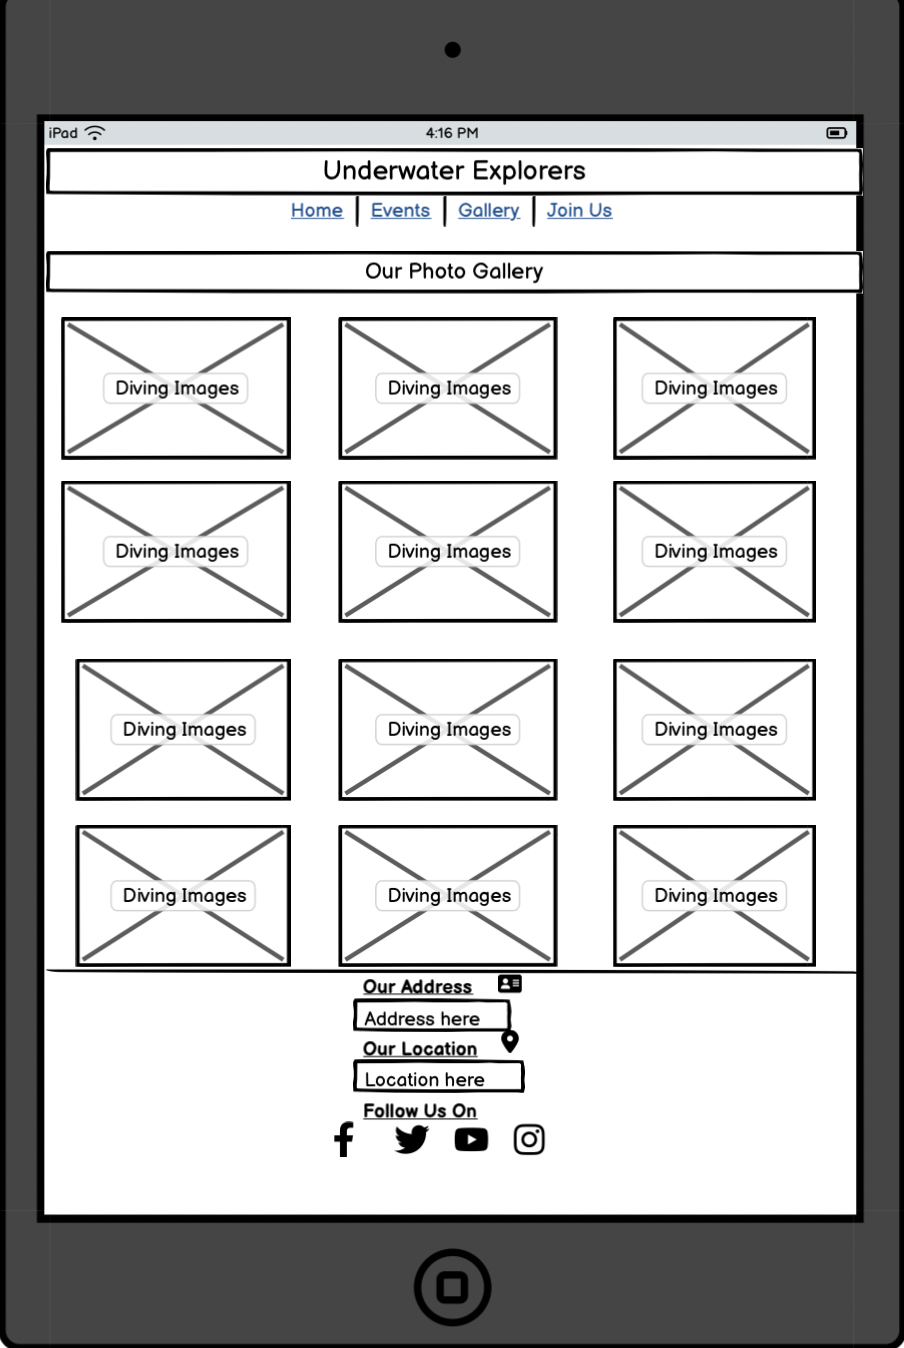 iPad 4:16 PM
Underwater Explorers
Home Events Gallery Join Us
Our Photo Gallery
Diving Images Diving Images Diving Images
Diving Images Diving Images Diving Images
Diving Images Diving Images Diving Images
Diving Images Diving Images Diving Images
Our Address
Address here
Our Location
Location here
Follow Us On